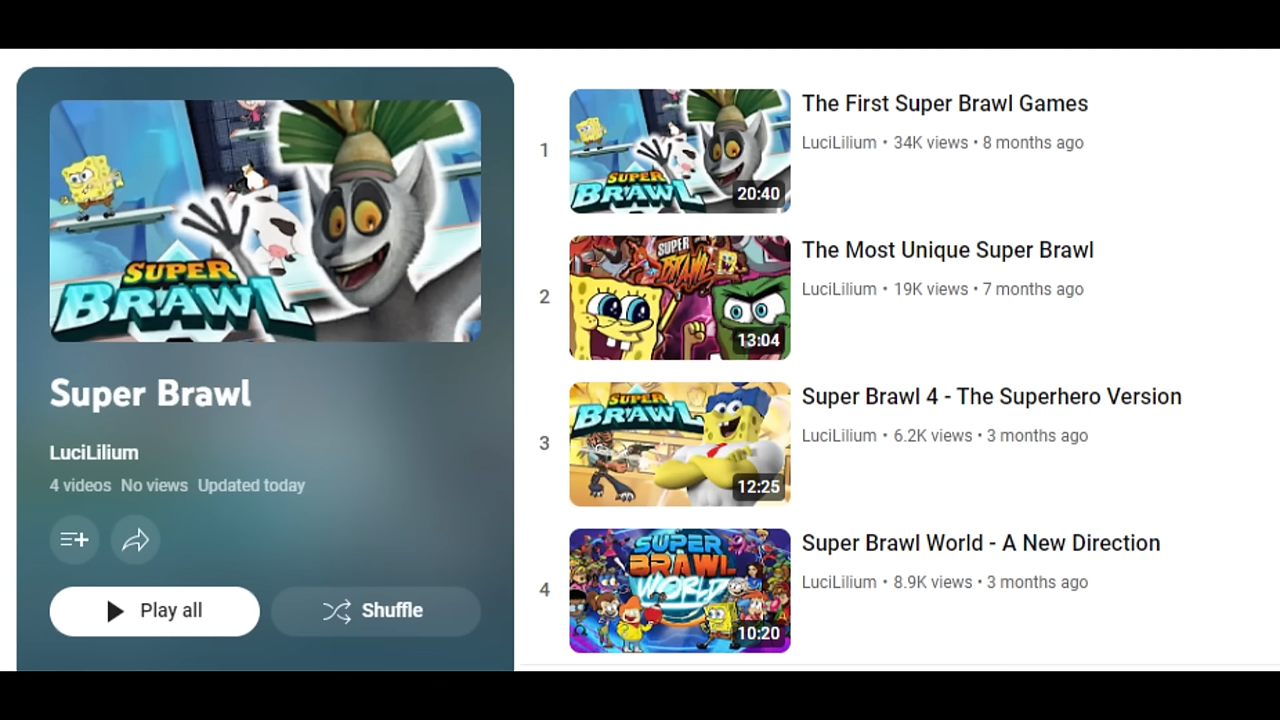 SUPER
BRAWL
Super Brawl
LuciLilium
4 videos No views Updated today
Play all
Shuffle
1
SUPER
BRAWL
20:40
The First Super Brawl Games
LuciLilium • 34K views • 8 months ago
2
SUPER
BRAWL
13:04
The Most Unique Super Brawl
LuciLilium • 19K views • 7 months ago
3
SUPER
BRAWL
12:25
Super Brawl 4 - The Superhero Version
LuciLilium • 6.2K views • 3 months ago
4
SUPER
BRAWL
WORLD
10:20
Super Brawl World - A New Direction
LuciLilium • 8.9K views • 3 months ago